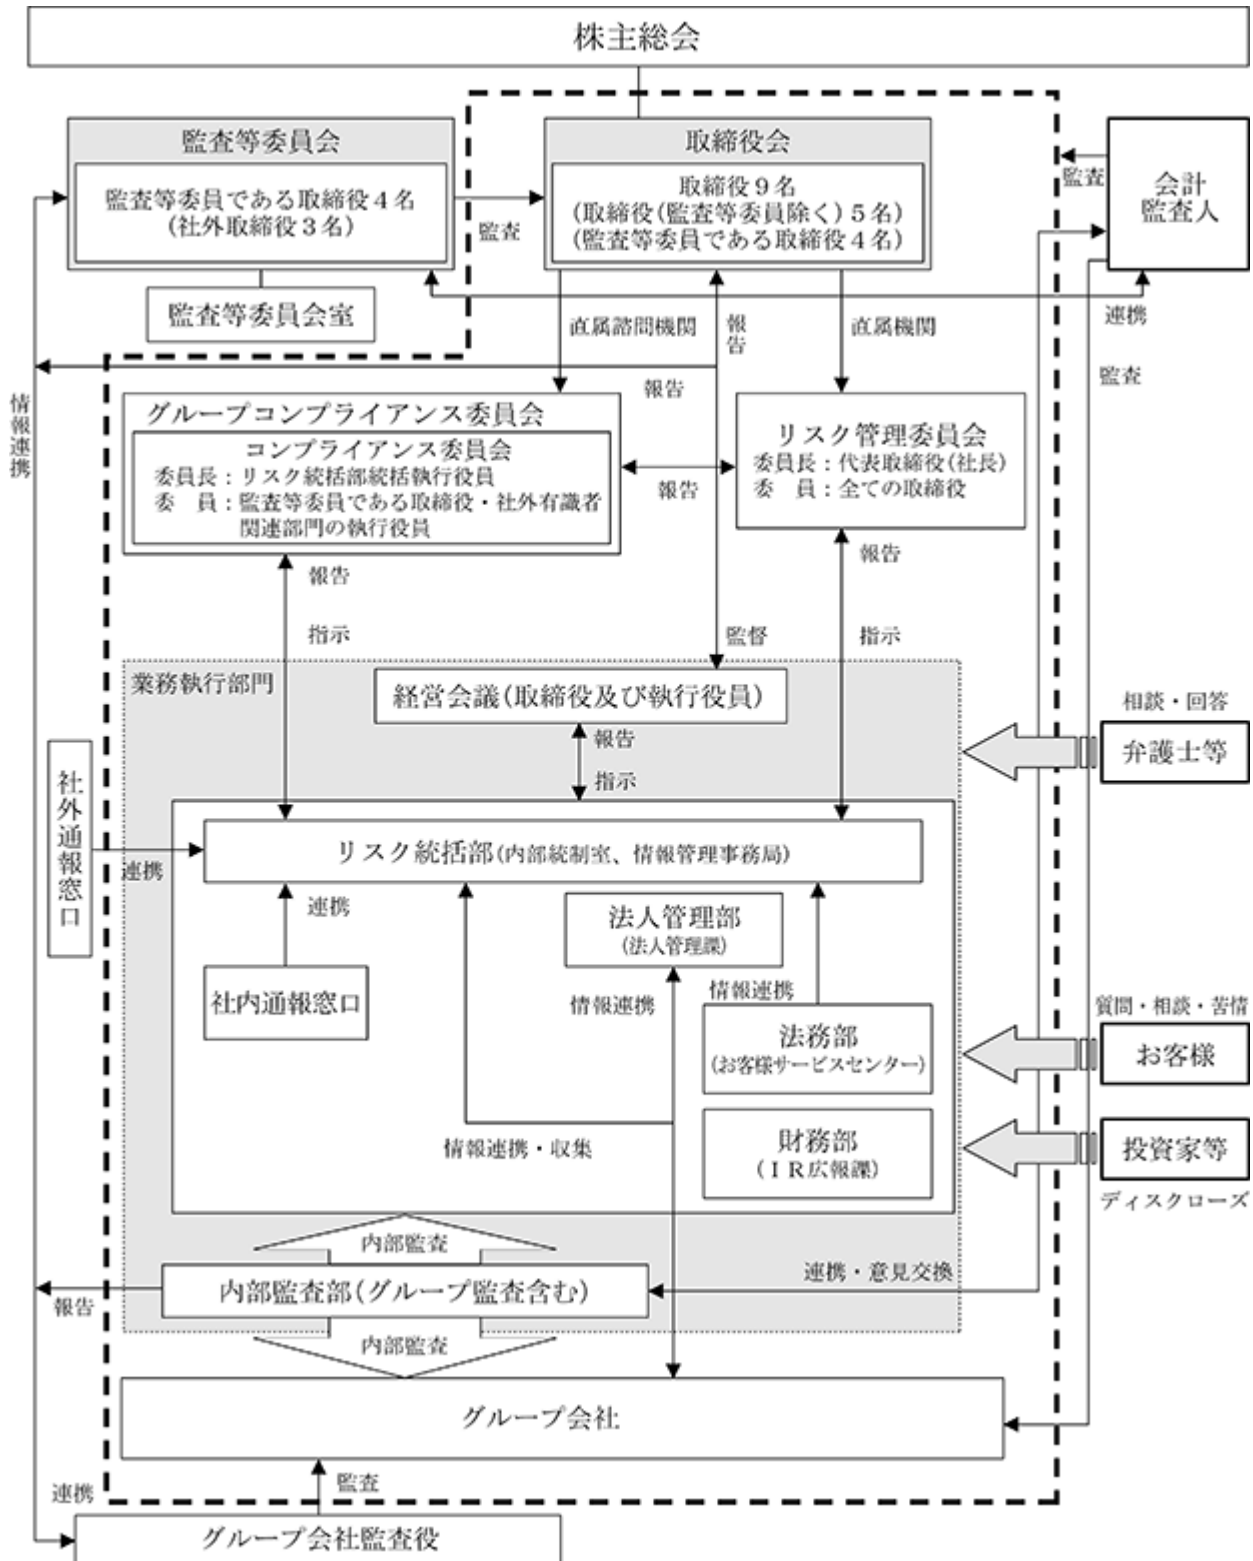 株主総会
監査等委員会
監査等委員である取締役４名
(社外取締役３名)
監査等委員会室
監査
取締役会
取締役９名
(取締役(監査等委員除く)５名)
(監査等委員である取締役４名)
監査
会計
監査人
連携
監査
直属諮問機関
報告
直属機関
報告
情報連携
グループコンプライアンス委員会
コンプライアンス委員会
委員長：リスク統括部統括執行役員
委　員：監査等委員である取締役・社外有識者
関連部門の執行役員
報告
リスク管理委員会
委員長：代表取締役(社長)
委　員：全ての取締役
報告
指示
監督
報告
指示
業務執行部門
経営会議(取締役及び執行役員)
報告
指示
相談・回答
弁護士等
社外通報窓口
連携
リスク統括部(内部統制室、情報管理事務局)
連携
社内通報窓口
法人管理部
(法人管理課)
情報連携
情報連携
法務部
(お客様サービスセンター)
質問・相談・苦情
お客様
情報連携・収集
財務部
(ＩＲ広報課)
投資家等
ディスクローズ
内部監査
内部監査部(グループ監査含む)
連携・意見交換
報告
内部監査
グループ会社
監査
連携
グループ会社監査役